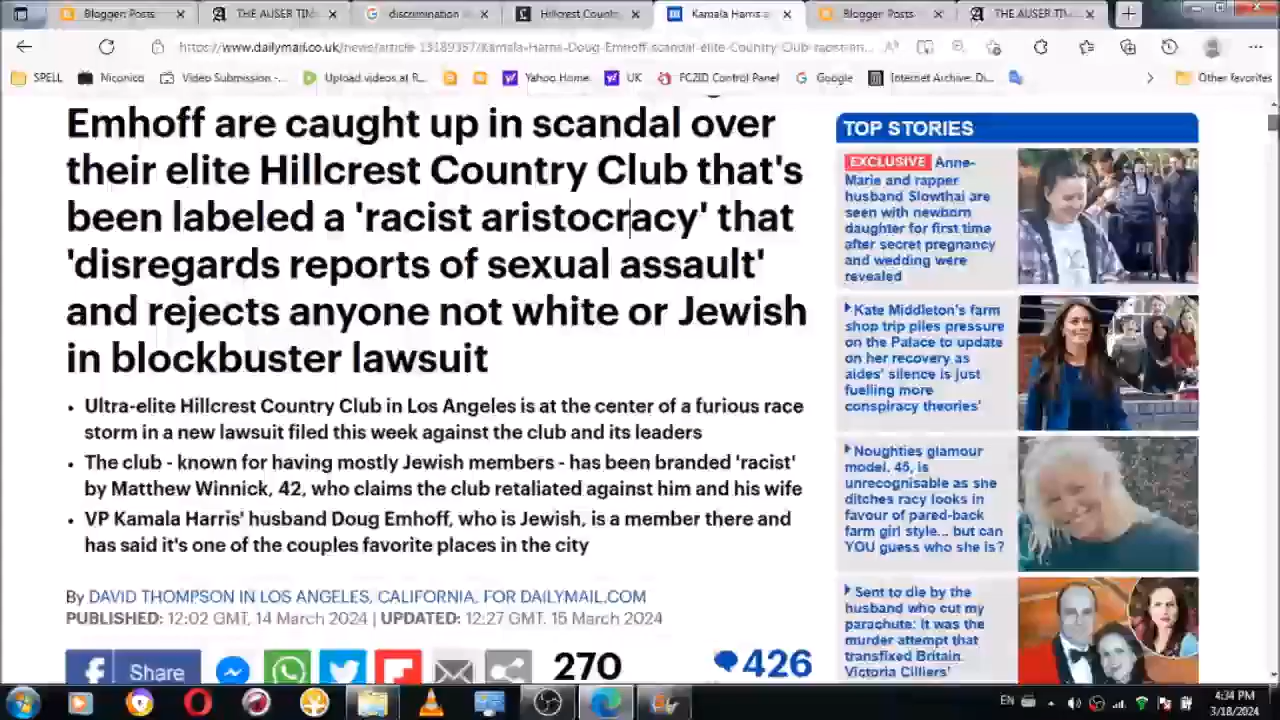 Blogger: Posts
THE AUSER TIM
discrimination
Hillcrest Countr
Kamala Harris a
Blogger: Posts
THE AUSER TIM
https://www.dailymail.co.uk/news/article-13189357/Kamala-Harris-Doug-Emhoff-scandal-elite-Country-Club-racist-an...
SPELL
Niconico
Video Submission -...
Upload videos at R...
Yahoo Home
UK
FCZID Control Panel
Google
Internet Archive: Di...
Other favorites
Emhoff are caught up in scandal over
their elite Hillcrest Country Club that's
been labeled a 'racist aristocracy' that
'disregards reports of sexual assault'
and rejects anyone not white or Jewish
in blockbuster lawsuit
• Ultra-elite Hillcrest Country Club in Los Angeles is at the center of a furious race
storm in a new lawsuit filed this week against the club and its leaders
• The club - known for having mostly Jewish members - has been branded 'racist'
by Matthew Winnick, 42, who claims the club retaliated against him and his wife
• VP Kamala Harris' husband Doug Emhoff, who is Jewish, is a member there and
has said it's one of the couples favorite places in the city
By DAVID THOMPSON IN LOS ANGELES, CALIFORNIA, FOR DAILYMAIL.COM
PUBLISHED: 12:02 GMT, 14 March 2024 | UPDATED: 12:27 GMT, 15 March 2024
Share
270
426
TOP STORIES
EXCLUSIVE Anne-
Marie and rapper
husband Slowthai are
seen with newborn
daughter for first time
after secret pregnancy
and wedding were
revealed
Kate Middleton's farm
shop trip piles pressure
on the Palace to update
on her recovery as
aides' silence is just
fuelling more
conspiracy theories'
Noughties glamour
model, 45, is
unrecognisable as she
ditches racy looks in
favour of pared-back
farm girl style... but can
YOU guess who she is?
Sent to die by the
husband who cut my
parachute: It was the
murder attempt that
transfixed Britain.
Victoria Cilliers'
EN
4:34 PM
3/18/2024